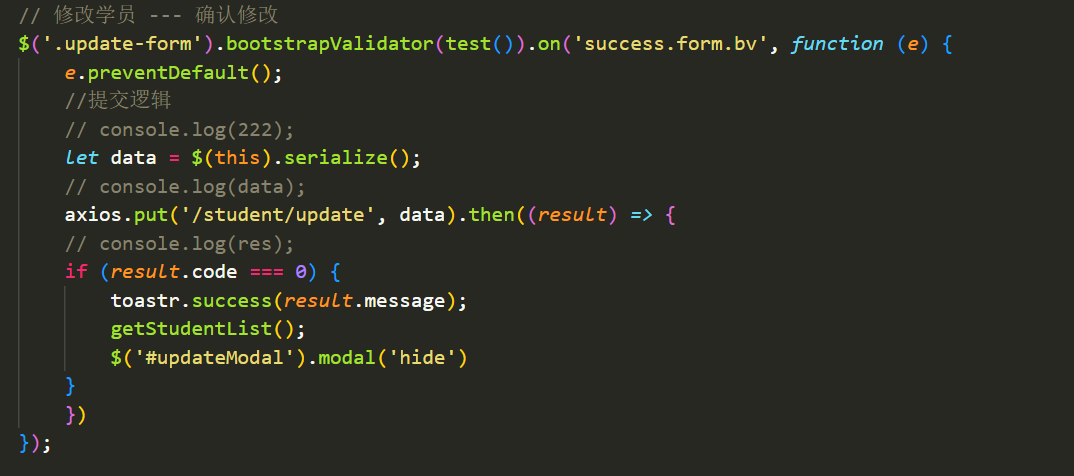 // 修改学员 --- 确认修改
$('.update-form').bootstrapValidator(test()).on('success.form.bv', function (e) {
    e.preventDefault();
    //提交逻辑
    // console.log(222);
    let data = $(this).serialize();
    // console.log(data);
    axios.put('/student/update', data).then((result) => {
    // console.log(res);
    if (result.code === 0) {
        toastr.success(result.message);
        getStudentList();
        $('#updateModal').modal('hide')
    }
    })
});